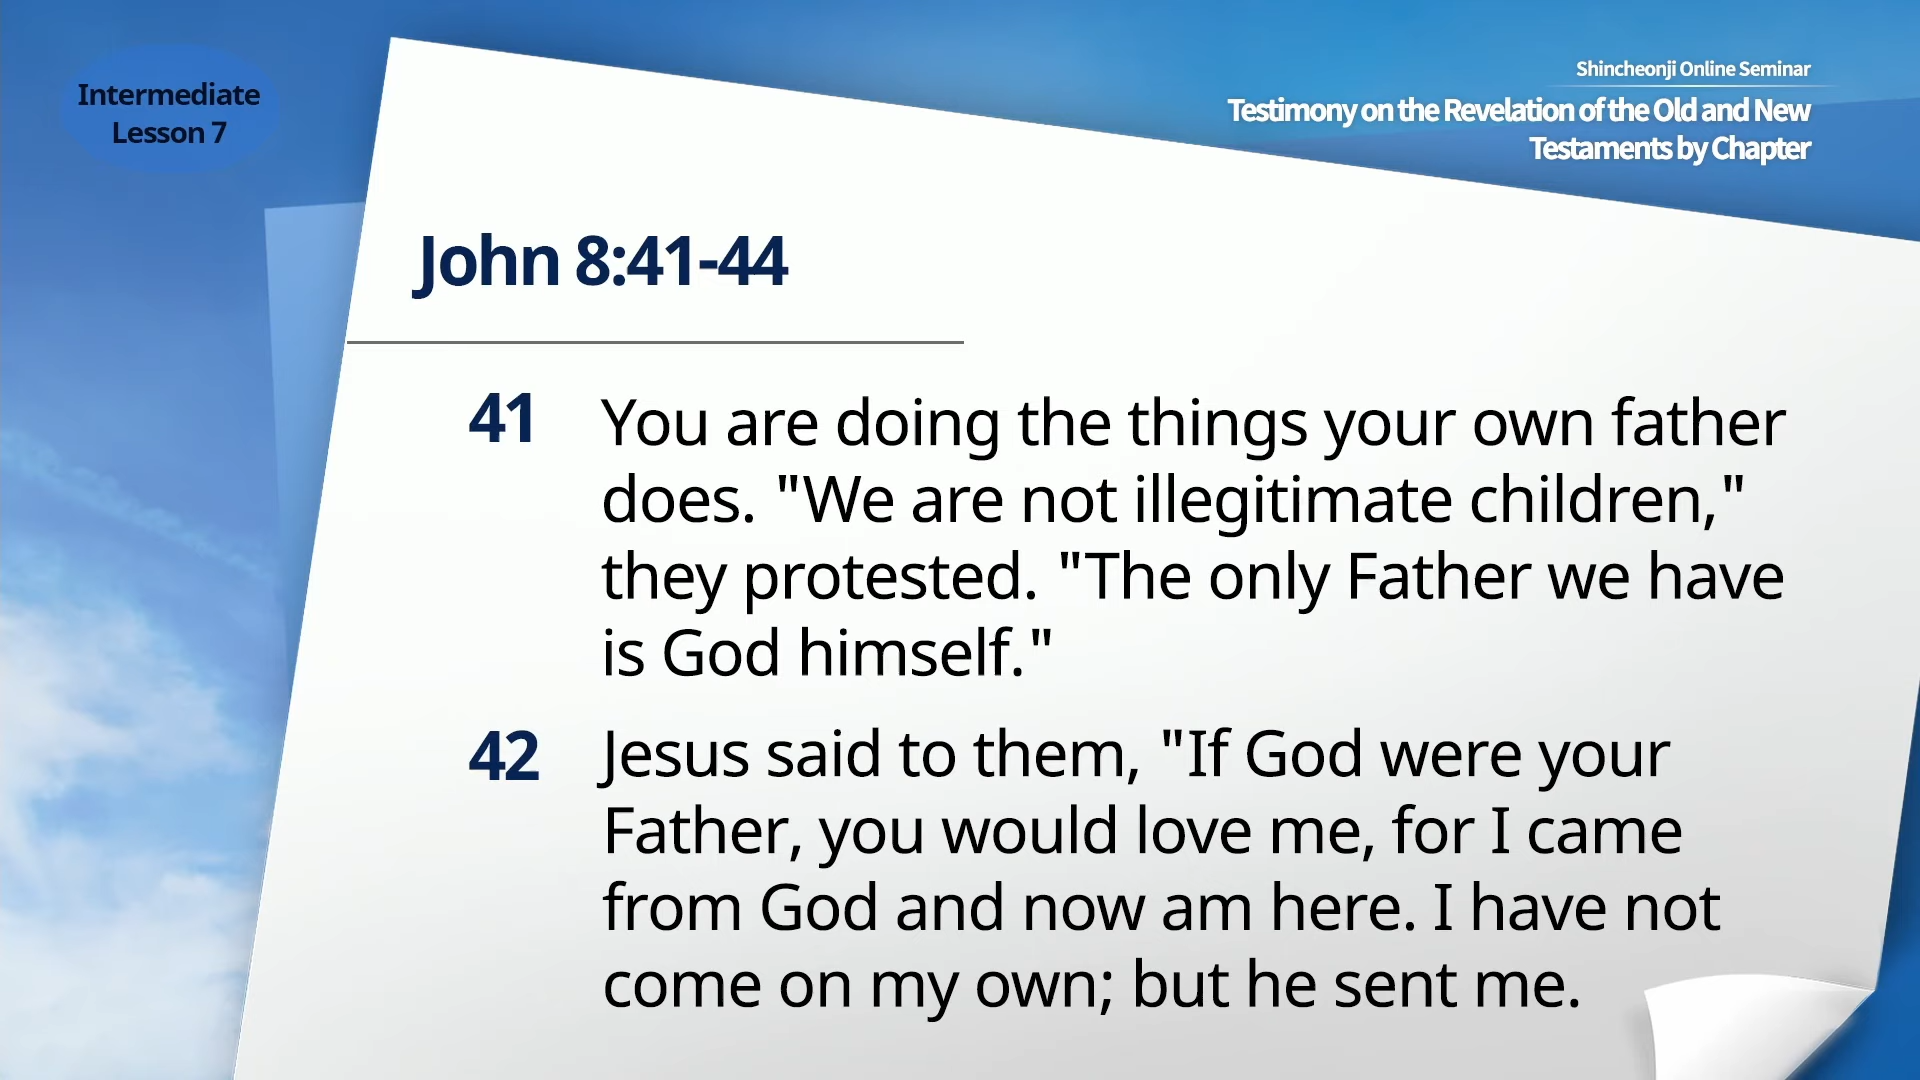 Intermediate
Lesson 7
Shincheonji Online Seminar
Testimony on the Revelation of the Old and New
Testaments by Chapter
John 8:41-44
41 You are doing the things your own father
does. "We are not illegitimate children,"
they protested. "The only Father we have
is God himself."
42 Jesus said to them, "If God were your
Father, you would love me, for I came
from God and now am here. I have not
come on my own; but he sent me.